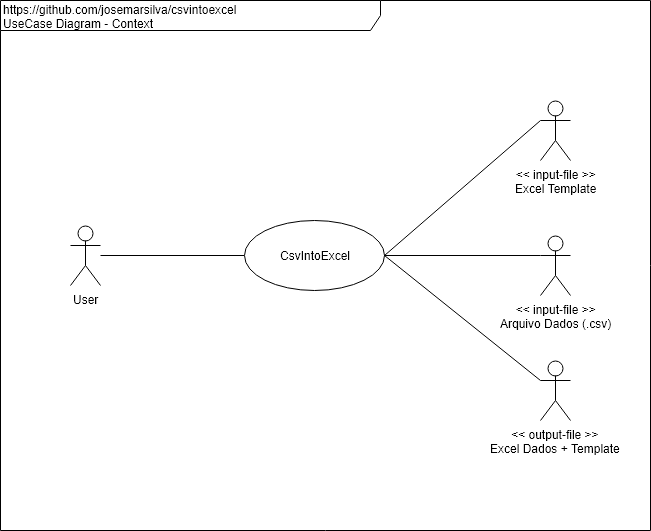 https://github.com/josemarsilva/csvintoexcel
UseCase Diagram - Context
<< input-file >>
Excel Template
CsvIntoExcel
User
<< input-file >>
Arquivo Dados (.csv)
<< output-file >>
Excel Dados + Template